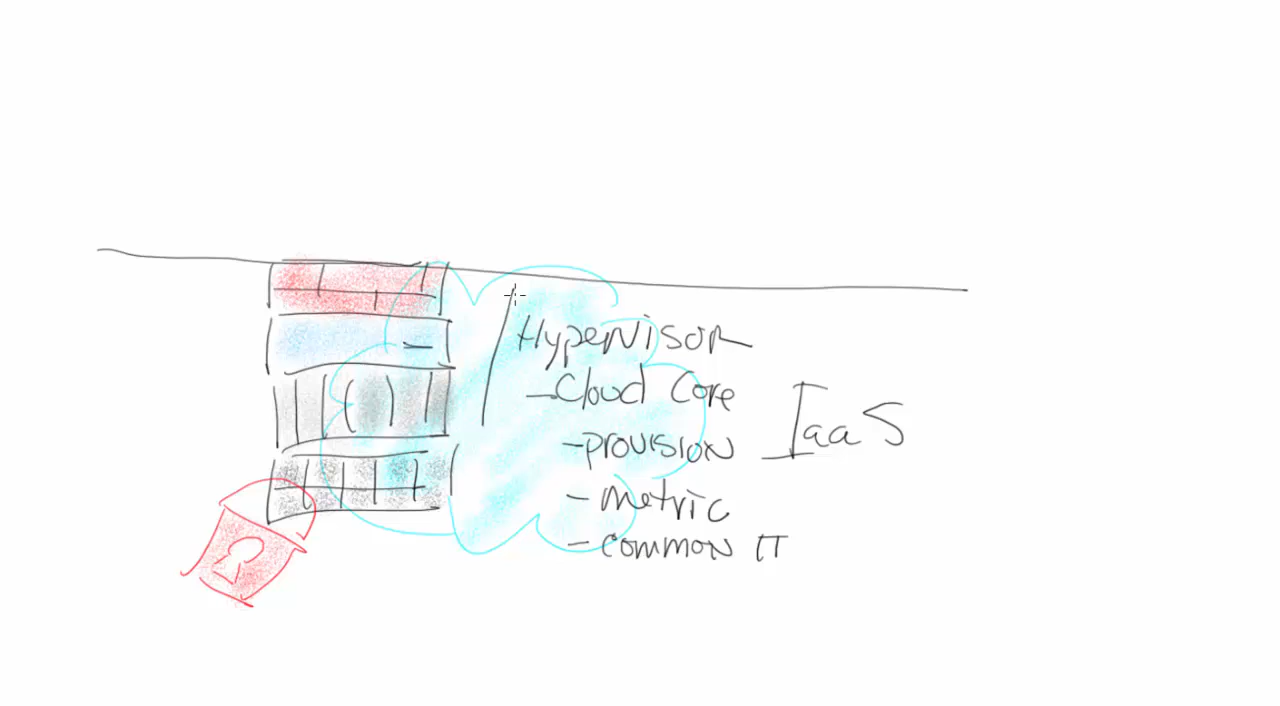 Hypervisor
- Cloud Core
- provision
- metric
- common IT
IaaS